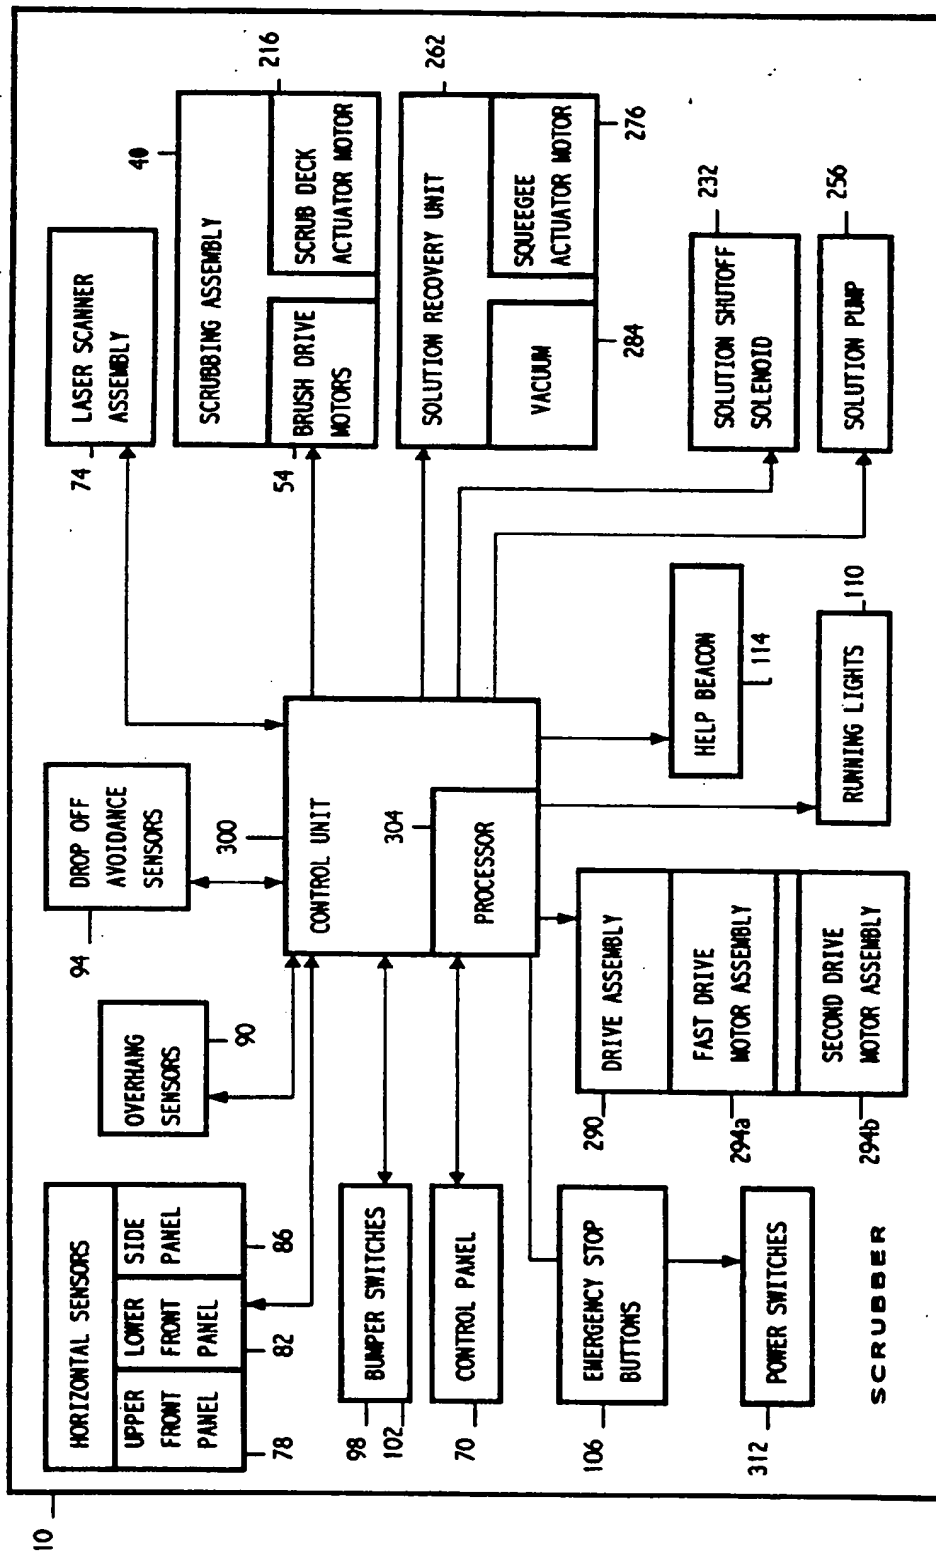 10
HORIZONTAL SENSORS
UPPER
FRONT
PANEL
LOWER
FRONT
PANEL
SIDE
PANEL
78
82
86
OVERHANG
SENSORS
90
DROP OFF
AVOIDANCE
SENSORS
94
LASER SCANNER
ASSEMBLY
74
SCRUBBING ASSEMBLY
40
BRUSH DRIVE
MOTORS
54
SCRUB DECK
ACTUATOR MOTOR
216
SOLUTION RECOVERY UNIT
262
VACUUM
284
SQUEEGEE
ACTUATOR MOTOR
276
SOLUTION SHUTOFF
SOLENOID
232
SOLUTION PUMP
256
CONTROL UNIT
300
PROCESSOR
304
BUMPER SWITCHES
98
102
CONTROL PANEL
70
EMERGENCY STOP
BUTTONS
106
POWER SWITCHES
312
DRIVE ASSEMBLY
290
FAST DRIVE
MOTOR ASSEMBLY
294a
SECOND DRIVE
MOTOR ASSEMBLY
294b
HELP BEACON
114
RUNNING LIGHTS
110
SCRUBBER